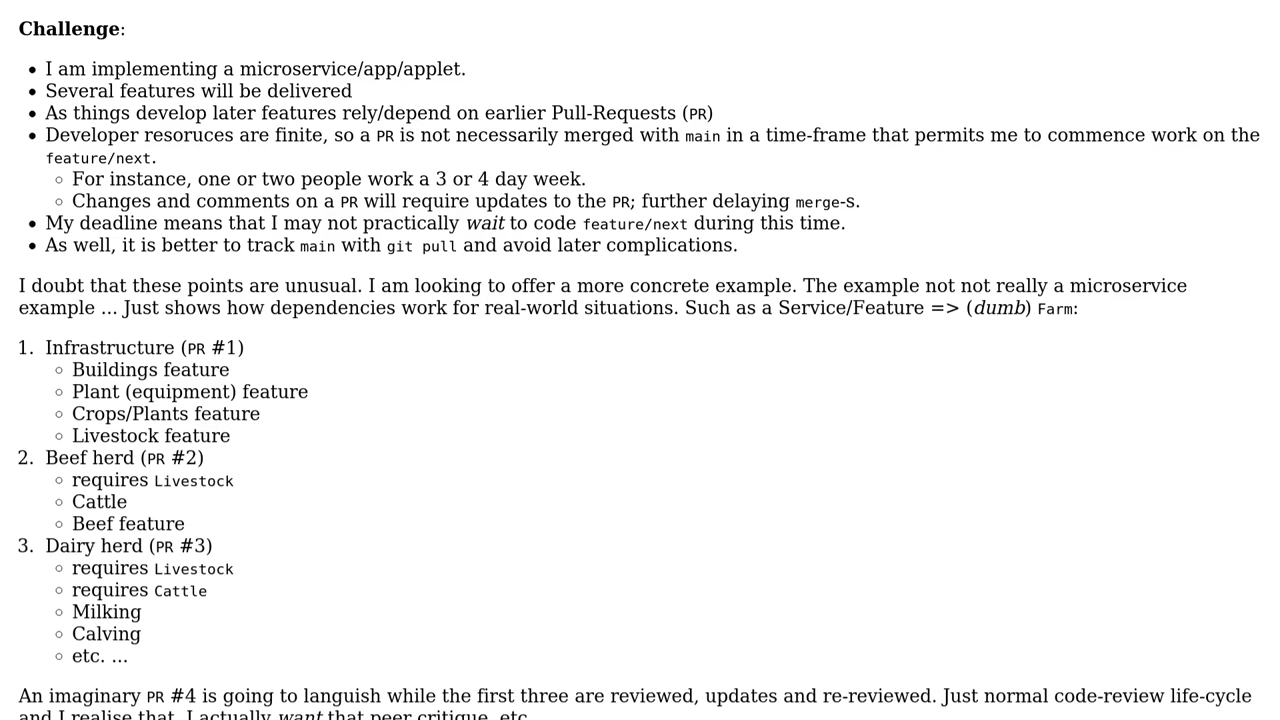 Challenge:
I am implementing a microservice/app/applet.
Several features will be delivered
As things develop later features rely/depend on earlier Pull-Requests (PR)
Developer resoruces are finite, so a PR is not necessarily merged with main in a time-frame that permits me to commence work on the
feature/next.
For instance, one or two people work a 3 or 4 day week.
Changes and comments on a PR will require updates to the PR; further delaying merge-s.
My deadline means that I may not practically wait to code feature/next during this time.
As well, it is better to track main with git pull and avoid later complications.
I doubt that these points are unusual. I am looking to offer a more concrete example. The example not not really a microservice
example ... Just shows how dependencies work for real-world situations. Such as a Service/Feature => (dumb) Farm:
1. Infrastructure (PR #1)
Buildings feature
Plant (equipment) feature
Crops/Plants feature
Livestock feature
2. Beef herd (PR #2)
requires Livestock
Cattle
Beef feature
3. Dairy herd (PR #3)
requires Livestock
requires Cattle
Milking
Calving
etc. ...
An imaginary PR #4 is going to languish while the first three are reviewed, updates and re-reviewed. Just normal code-review life-cycle
and I realise that. I actually want that peer critique, etc.